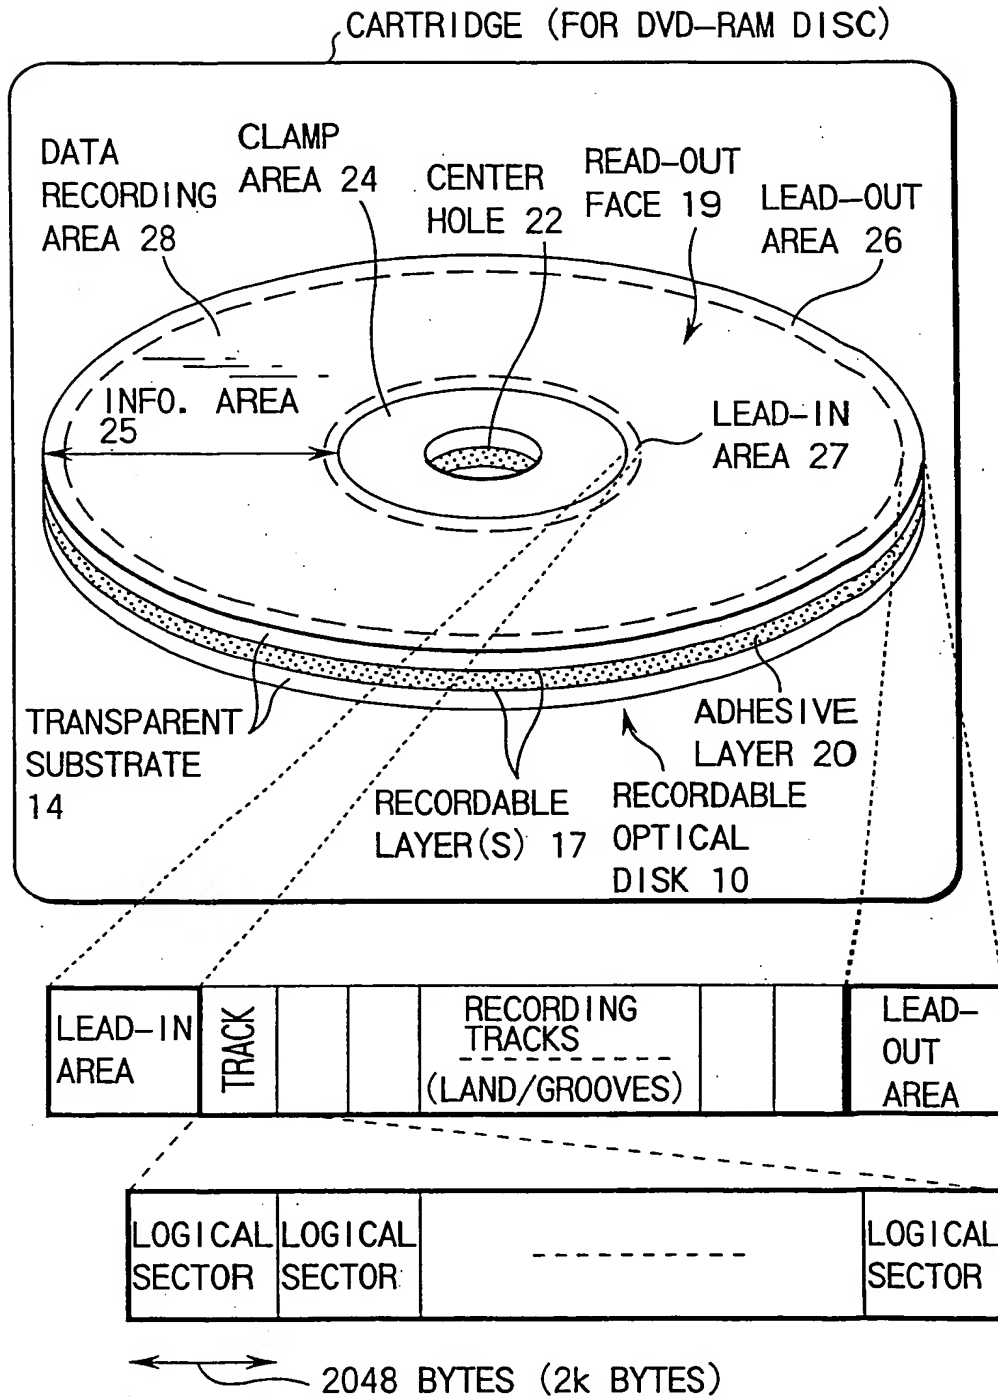 CARTRIDGE (FOR DVD-RAM DISC)
DATA
RECORDING
AREA 28
CLAMP
AREA 24
CENTER
HOLE 22
READ-OUT
FACE 19
LEAD-OUT
AREA 26
INFO. AREA
25
LEAD-IN
AREA 27
TRANSPARENT
SUBSTRATE
14
RECORDABLE
LAYER(S) 17
ADHESIVE
LAYER 20
RECORDABLE
OPTICAL
DISK 10
LEAD-IN
AREA
TRACK
RECORDING
TRACKS
(LAND/GROOVES)
LEAD-
OUT
AREA
LOGICAL
SECTOR
LOGICAL
SECTOR
LOGICAL
SECTOR
2048 BYTES (2k BYTES)